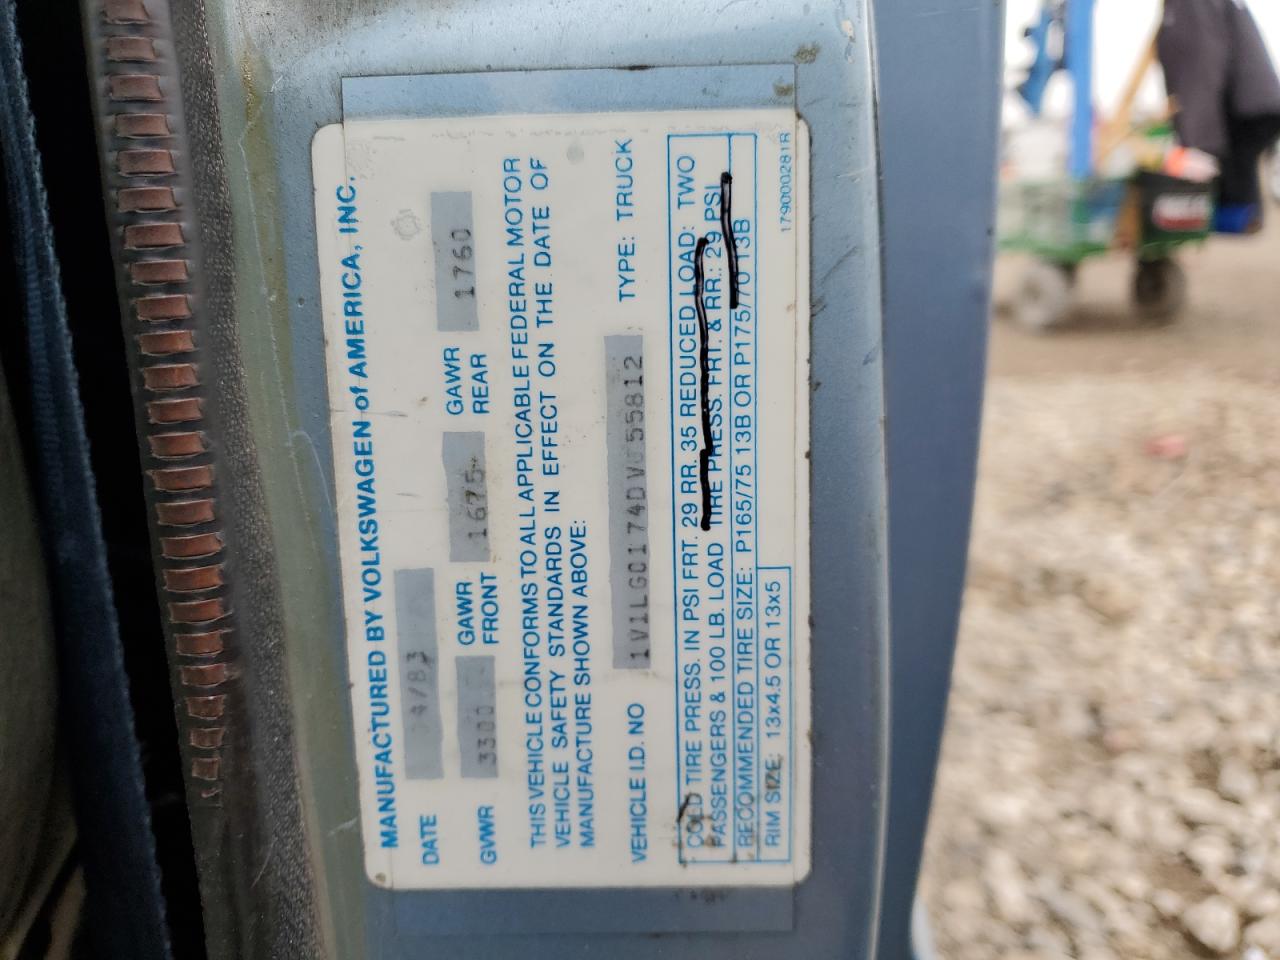 MANUFACTURED BY VOLKSWAGEN of AMERICA, INC.
DATE 4/83
GVWR 3300 GAWR FRONT 1675 GAWR REAR 1760
THIS VEHICLE CONFORMS TO ALL APPLICABLE FEDERAL MOTOR
VEHICLE SAFETY STANDARDS IN EFFECT ON THE DATE OF
MANUFACTURE SHOWN ABOVE:
VEHICLE I.D. NO 1V1LG0174DV055812 TYPE: TRUCK
COLD TIRE PRESS. IN PSI FRT. 29 RR. 35 REDUCED LOAD: TWO
PASSENGERS & 100 LB. LOAD TIRE PRESS. FRT. & RR.: 29 PSI
RECOMMENDED TIRE SIZE: P165/75 13B OR P175/70 13B
RIM SIZE: 13x4.5 OR 13x5
179000281R